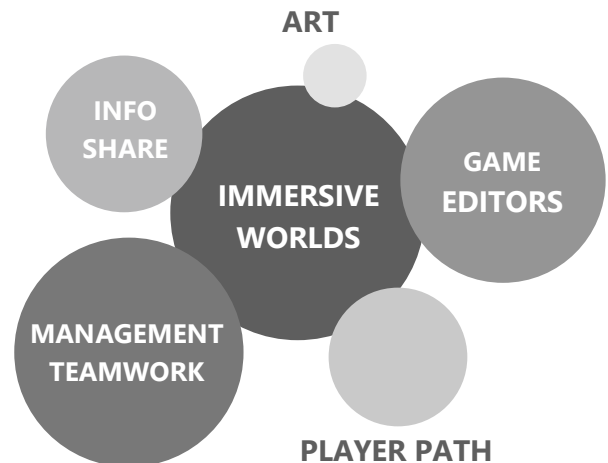 ART
INFO
SHARE
IMMERSIVE
WORLDS
GAME
EDITORS
MANAGEMENT
TEAMWORK
PLAYER PATH